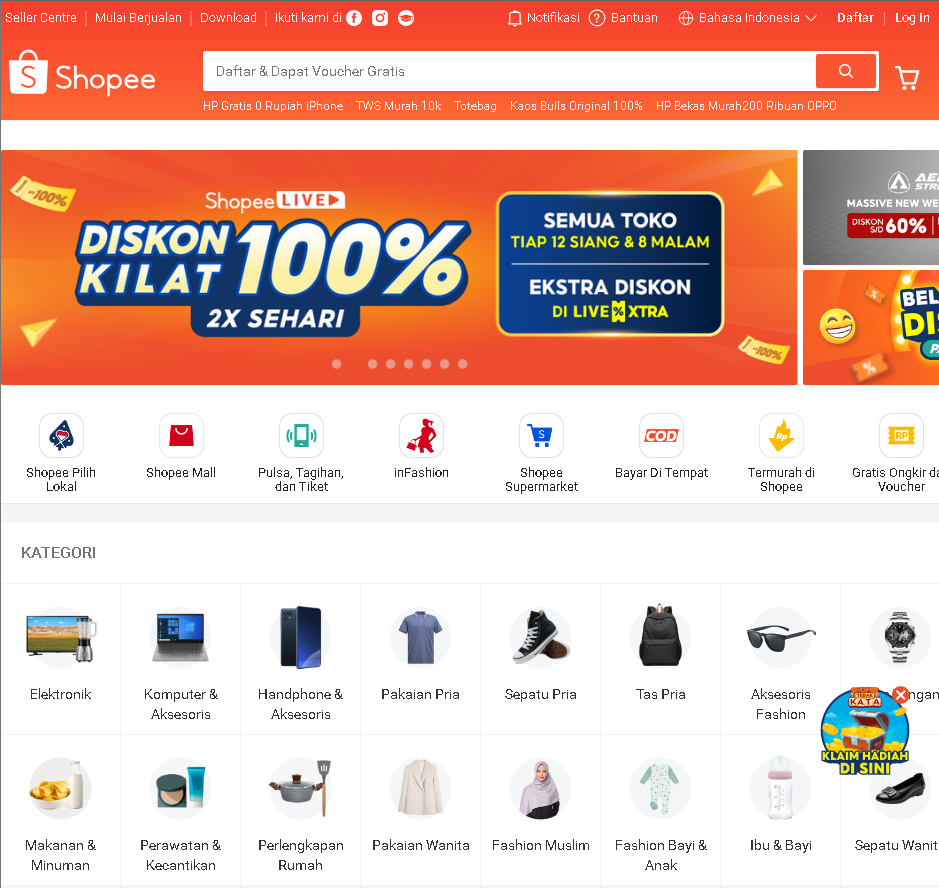 Seller Centre
Mulai Berjualan
Download
Ikuti kami di
Notifikasi
Bantuan
Bahasa Indonesia
Daftar
Log In
Shopee
Daftar & Dapat Voucher Gratis
HP Gratis 0 Rupiah iPhone
TWS Murah 10k
Totebag
Kaos Bulls Original 100%
HP Bekas Murah200 Ribuan OPPO
-100%
Shopee LIVE
DISKON
KILAT
100%
2X SEHARI
SEMUA TOKO
TIAP 12 SIANG & 8 MALAM
EKSTRA DISKON
DI LIVE % XTRA
-100%
MASSIVE NEW WE
DISKON
S/D 60%
BEL
DIS
Shopee Pilih
Lokal
Shopee Mall
Pulsa, Tagihan,
dan Tiket
inFashion
S
Shopee
Supermarket
COD
Bayar Di Tempat
Rp
Termurah di
Shopee
RP
Gratis Ongkir da
Voucher
KATEGORI
Elektronik
Komputer &
Aksesoris
Handphone &
Aksesoris
Pakaian Pria
Sepatu Pria
Tas Pria
Aksesoris
Fashion
ngan
SHOPEE
TEBAK
KATA
KLAIM HADIAH
DI SINI
Makanan &
Minuman
Perawatan &
Kecantikan
Perlengkapan
Rumah
Pakaian Wanita
Fashion Muslim
Fashion Bayi &
Anak
Ibu & Bayi
Sepatu Wanit